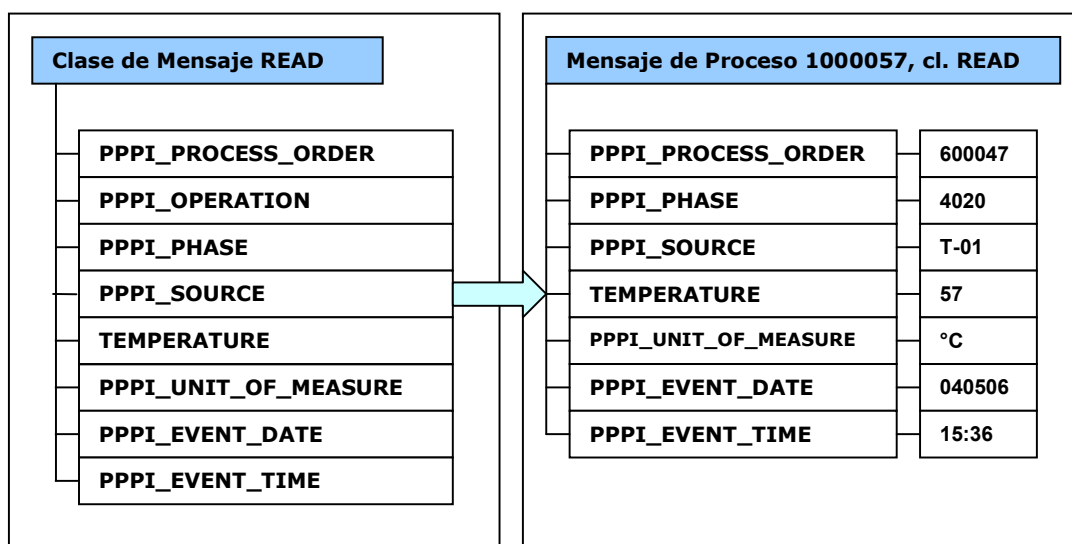 Clase de Mensaje READ
PPPI_PROCESS_ORDER
PPPI_OPERATION
PPPI_PHASE
PPPI_SOURCE
TEMPERATURE
PPPI_UNIT_OF_MEASURE
PPPI_EVENT_DATE
PPPI_EVENT_TIME
Mensaje de Proceso 1000057, cl. READ
PPPI_PROCESS_ORDER 600047
PPPI_PHASE 4020
PPPI_SOURCE T-01
TEMPERATURE 57
PPPI_UNIT_OF_MEASURE °C
PPPI_EVENT_DATE 040506
PPPI_EVENT_TIME 15:36